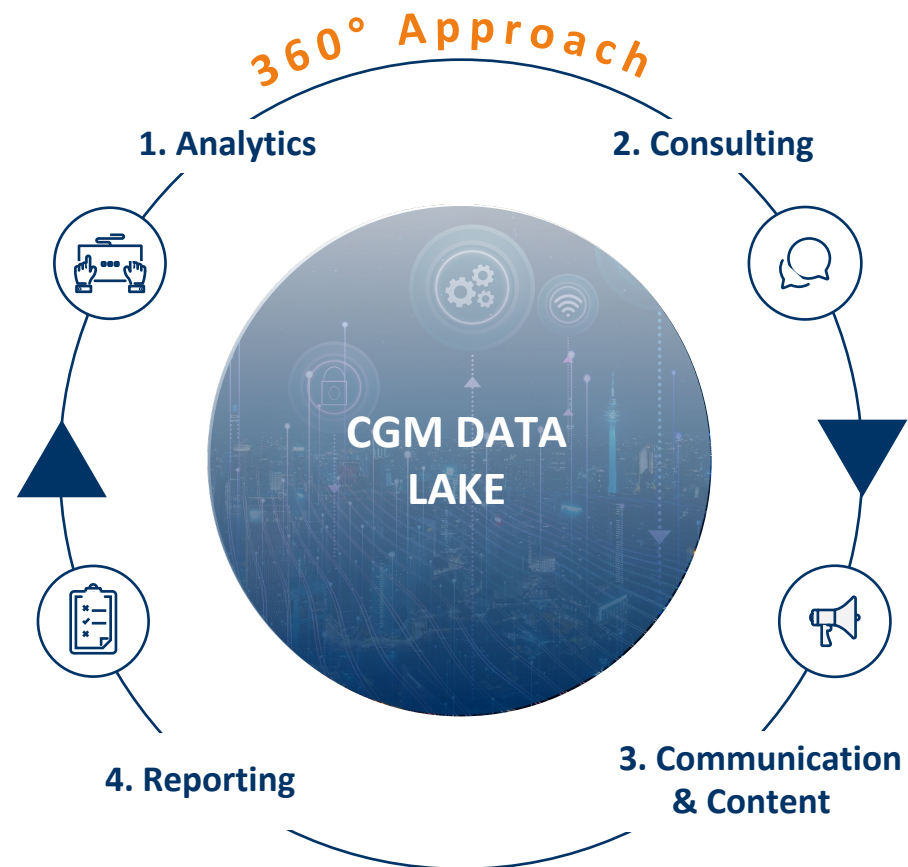 360° Approach
1. Analytics
2. Consulting
CGM DATA
LAKE
3. Communication
& Content
4. Reporting